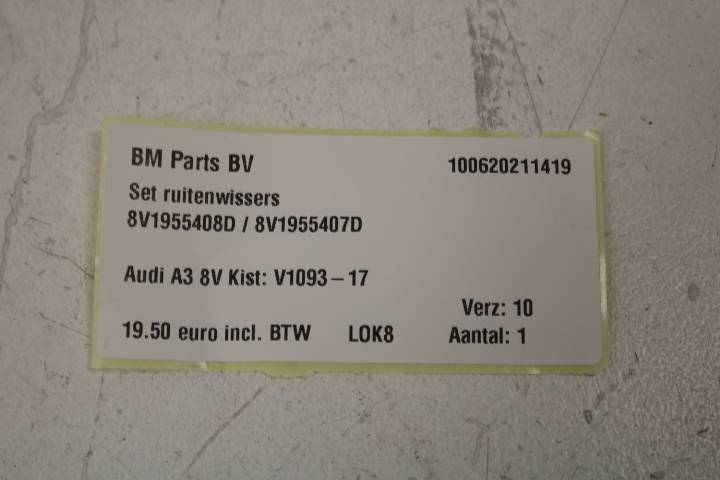 BM Parts BV 100620211419
Set ruitenwissers
8V1955408D / 8V1955407D
Audi A3 8V Kist: V1093-17
Verz: 10
19.50 euro incl. BTW LOK8 Aantal: 1